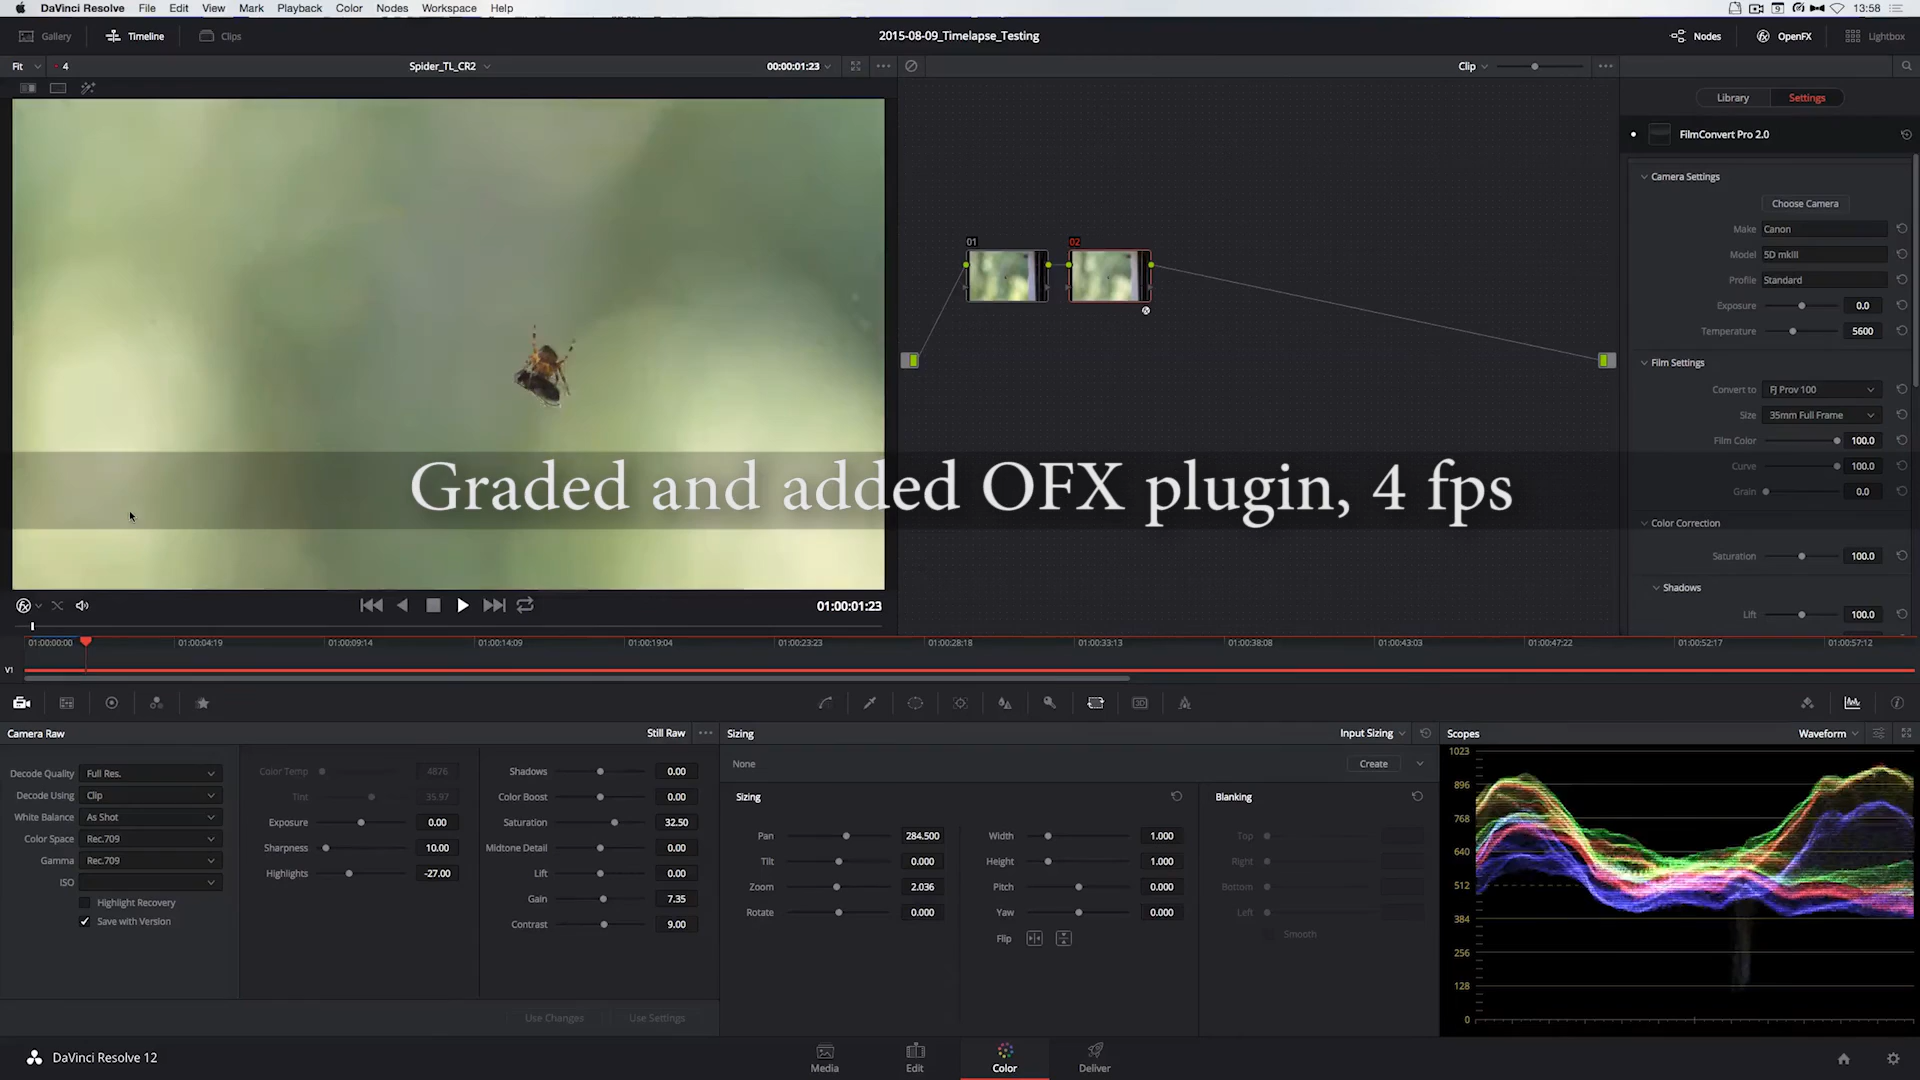 DaVinci Resolve File Edit View Mark Playback Color Nodes Workspace Help 13:58
Gallery Timeline Clips 2015-08-09_Timelapse_Testing Nodes OpenFX Lightbox
Fit 4 Spider_TL_CR2 00:00:01:23 Clip
Library Settings
FilmConvert Pro 2.0
Camera Settings
Choose Camera
Make Canon
Model 5D mkIII
Profile Standard
Exposure 0.0
Temperature 5600
Film Settings
Convert to FJ Prov 100
Size 35mm Full Frame
Film Color 100.0
Curve 100.0
Grain 0.0
Color Correction
Saturation 100.0
Shadows
Lift 100.0
01 02
Graded and added OFX plugin, 4 fps
01:00:01:23
01:00:00:00 01:00:04:19 01:00:09:14 01:00:14:09 01:00:19:04 01:00:23:23 01:00:28:18 01:00:33:13 01:00:38:08 01:00:43:03 01:00:47:22 01:00:52:17 01:00:57:12
V1
3D
Camera Raw Still Raw
Decode Quality Full Res.
Decode Using Clip
White Balance As Shot
Color Space Rec.709
Gamma Rec.709
ISO
Highlight Recovery
Save with Version
Color Temp 4876
Tint 35.97
Exposure 0.00
Sharpness 10.00
Highlights -27.00
Shadows 0.00
Color Boost 0.00
Saturation 32.50
Midtone Detail 0.00
Lift 0.00
Gain 7.35
Contrast 9.00
Use Changes Use Settings
Sizing Input Sizing
None Create
Sizing
Pan 284.500
Tilt 0.000
Zoom 2.036
Rotate 0.000
Width 1.000
Height 1.000
Pitch 0.000
Yaw 0.000
Flip
Blanking
Top
Right
Bottom
Left
Smooth
Scopes Waveform
1023
896
768
640
512
384
256
128
0
DaVinci Resolve 12 Media Edit Color Deliver